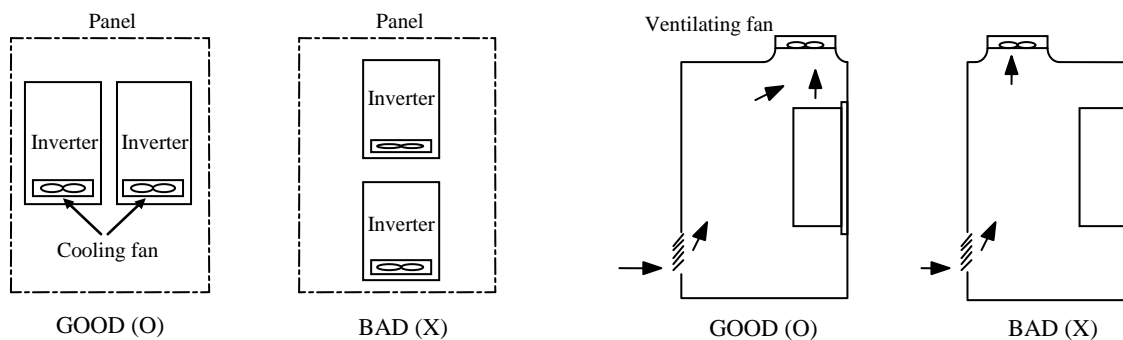 Panel
Inverter
Inverter
Cooling fan
GOOD (O)
Panel
Inverter
Inverter
BAD (X)
Ventilating fan
GOOD (O)
BAD (X)